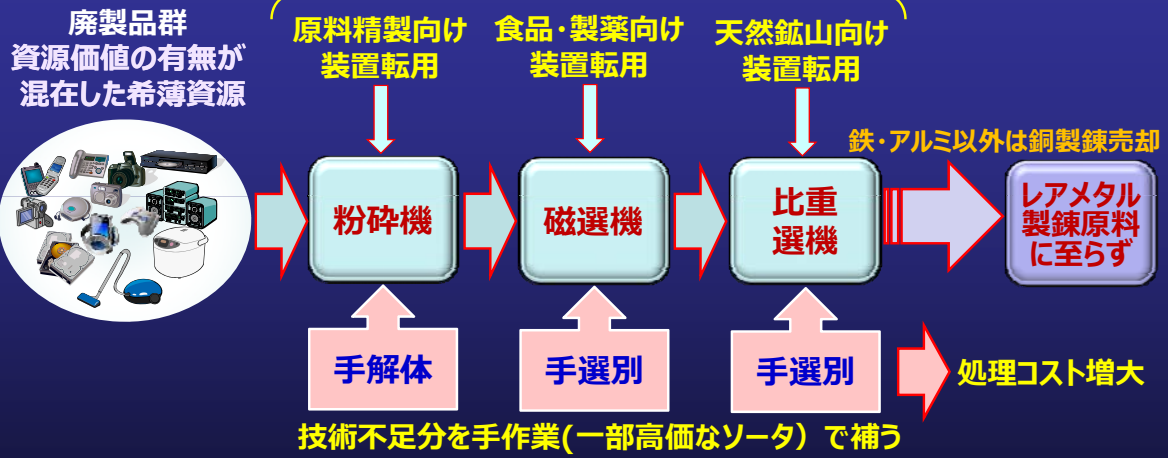 廃製品群
資源価値の有無が
混在した希薄資源
原料精製向け
装置転用
食品・製薬向け
装置転用
天然鉱山向け
装置転用
鉄・アルミ以外は銅製錬売却
粉砕機
磁選機
比重
選機
レアメタル
製錬原料
に至らず
手解体
手選別
手選別
処理コスト増大
技術不足分を手作業(一部高価なソータ）で補う